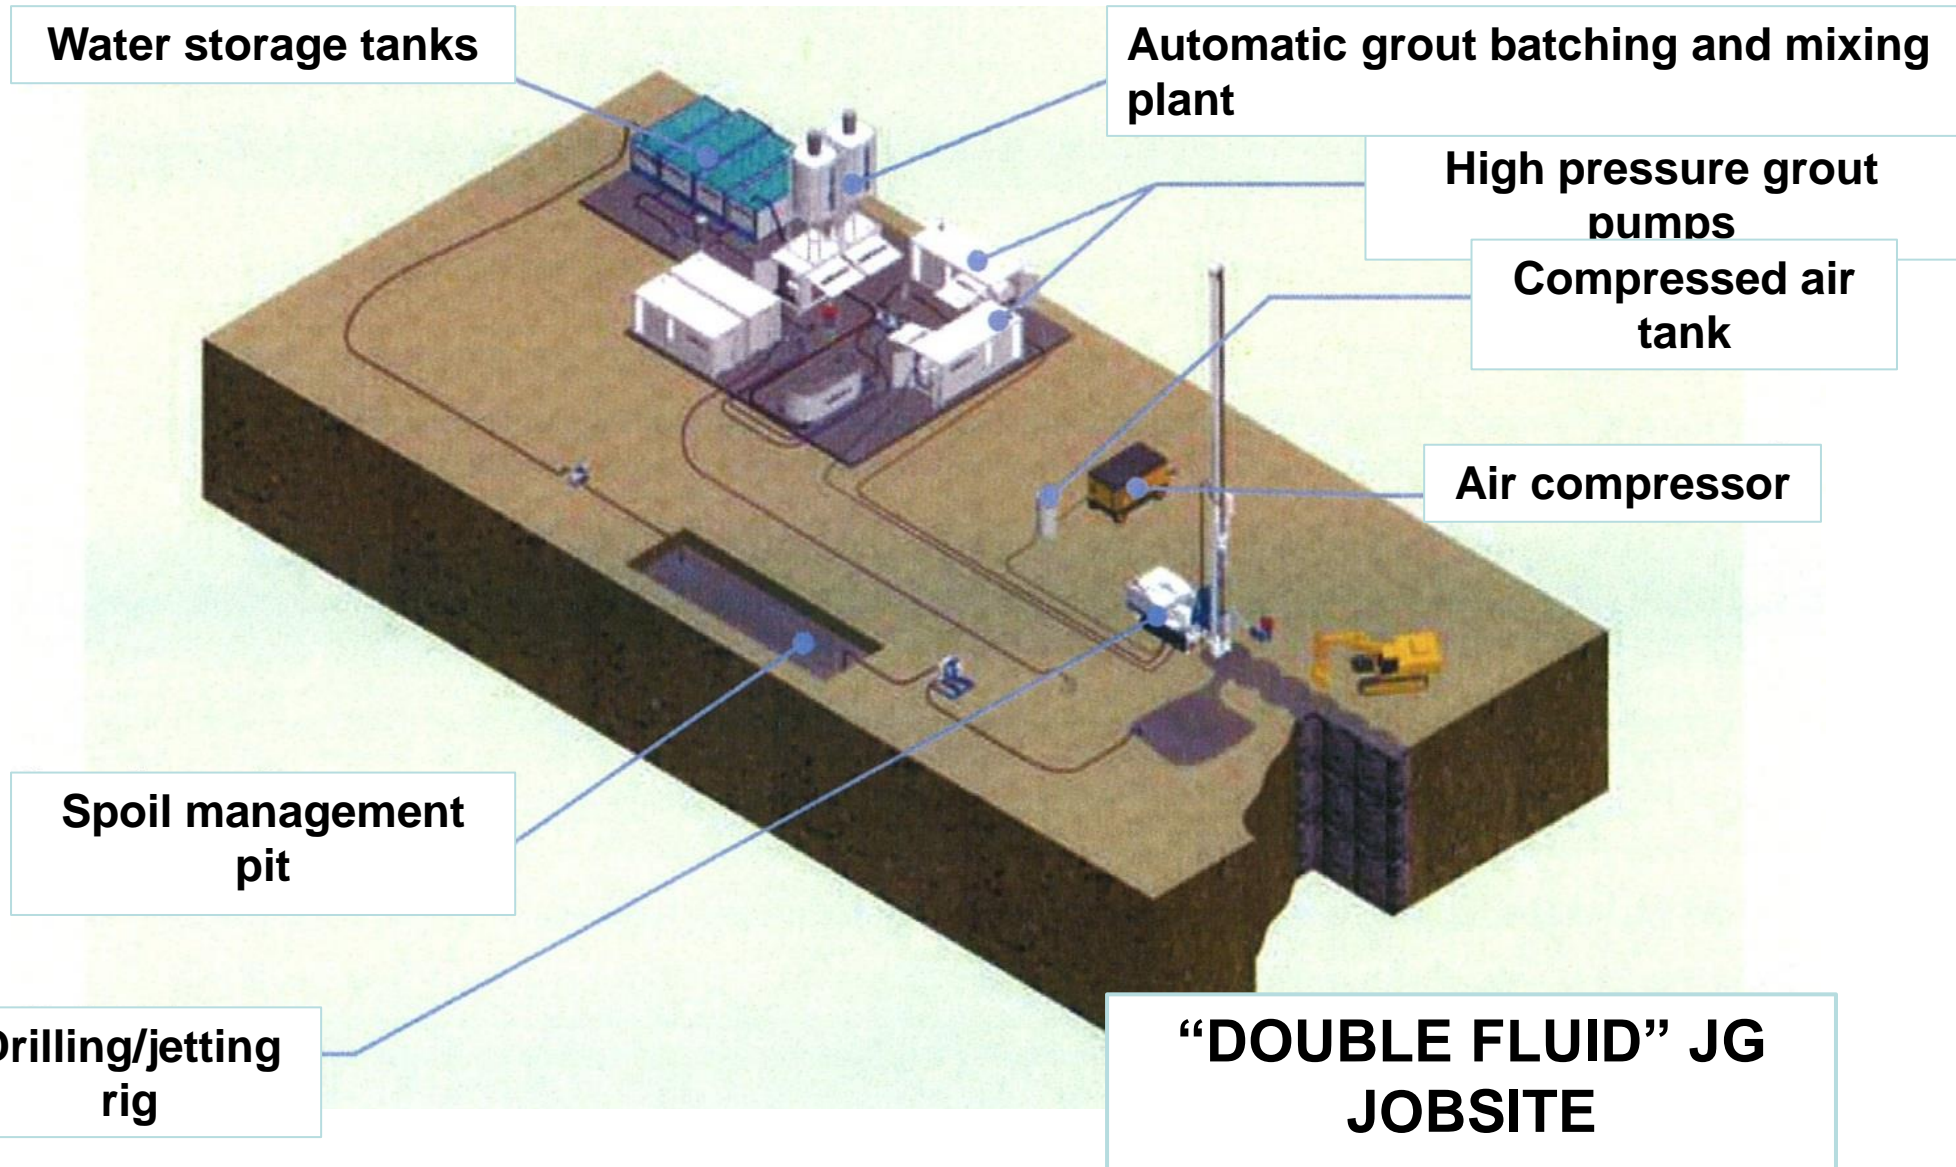 Water storage tanks
Automatic grout batching and mixing
plant
High pressure grout
pumps
Compressed air
tank
Air compressor
Spoil management
pit
Drilling/jetting
rig
“DOUBLE FLUID” JG
JOBSITE